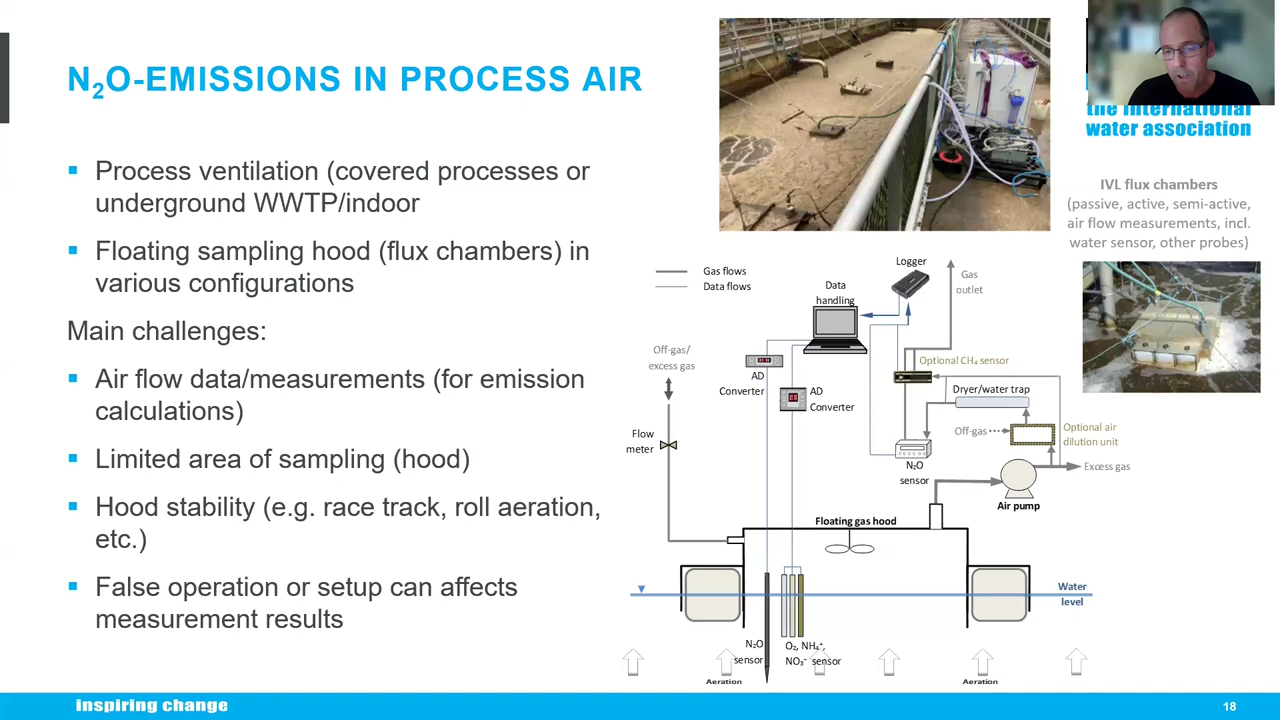 N₂O-EMISSIONS IN PROCESS AIR
▪ Process ventilation (covered processes or
underground WWTP/indoor
▪ Floating sampling hood (flux chambers) in
various configurations
Main challenges:
▪ Air flow data/measurements (for emission
calculations)
▪ Limited area of sampling (hood)
▪ Hood stability (e.g. race track, roll aeration,
etc.)
▪ False operation or setup can affects
measurement results
the international
water association
IVL flux chambers
(passive, active, semi-active,
air flow measurements, incl.
water sensor, other probes)
Gas flows
Data flows
Logger
Gas
outlet
Data
handling
Off-gas/
excess gas
AD
Converter
AD
Converter
Optional CH₄ sensor
Dryer/water trap
Flow
meter
Off-gas
Optional air
dilution unit
N₂O
sensor
Excess gas
Air pump
Floating gas hood
Water
level
N₂O
sensor
O₂, NH₄⁺,
NO₃⁻ sensor
Aeration
Aeration
inspiring change
18